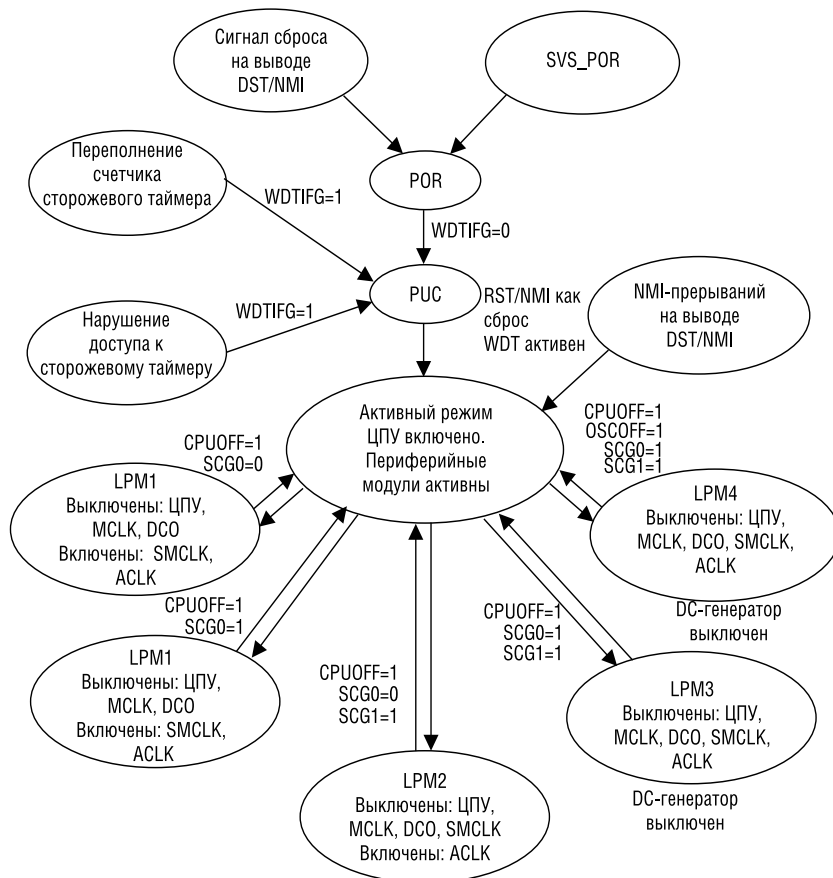 Сигнал сброса
на выводе
DST/NMI
SVS_POR
Переполнение
счетчика
сторожевого таймера
WDTIFG=1
POR
WDTIFG=0
Нарушение
доступа к
сторожевому таймеру
WDTIFG=1
PUC
RST/NMI как
сброс
WDT активен
NMI-прерываний
на выводе
DST/NMI
Активный режим
ЦПУ включено.
Периферийные
модули активны
CPUOFF=1
SCG0=0
CPUOFF=1
OSCOFF=1
SCG0=1
SCG1=1
LPM1
Выключены: ЦПУ,
MCLK, DCO
Включены: SMCLK,
ACLK
LPM4
Выключены: ЦПУ,
MCLK, DCO, SMCLK,
ACLK
DC-генератор
выключен
CPUOFF=1
SCG0=1
CPUOFF=1
SCG0=1
SCG1=1
LPM1
Выключены: ЦПУ,
MCLK, DCO
Включены: SMCLK,
ACLK
CPUOFF=1
SCG0=0
SCG1=1
LPM3
Выключены: ЦПУ,
MCLK, DCO, SMCLK,
ACLK
DC-генератор
выключен
LPM2
Выключены: ЦПУ,
MCLK, DCO, SMCLK
Включены: ACLK